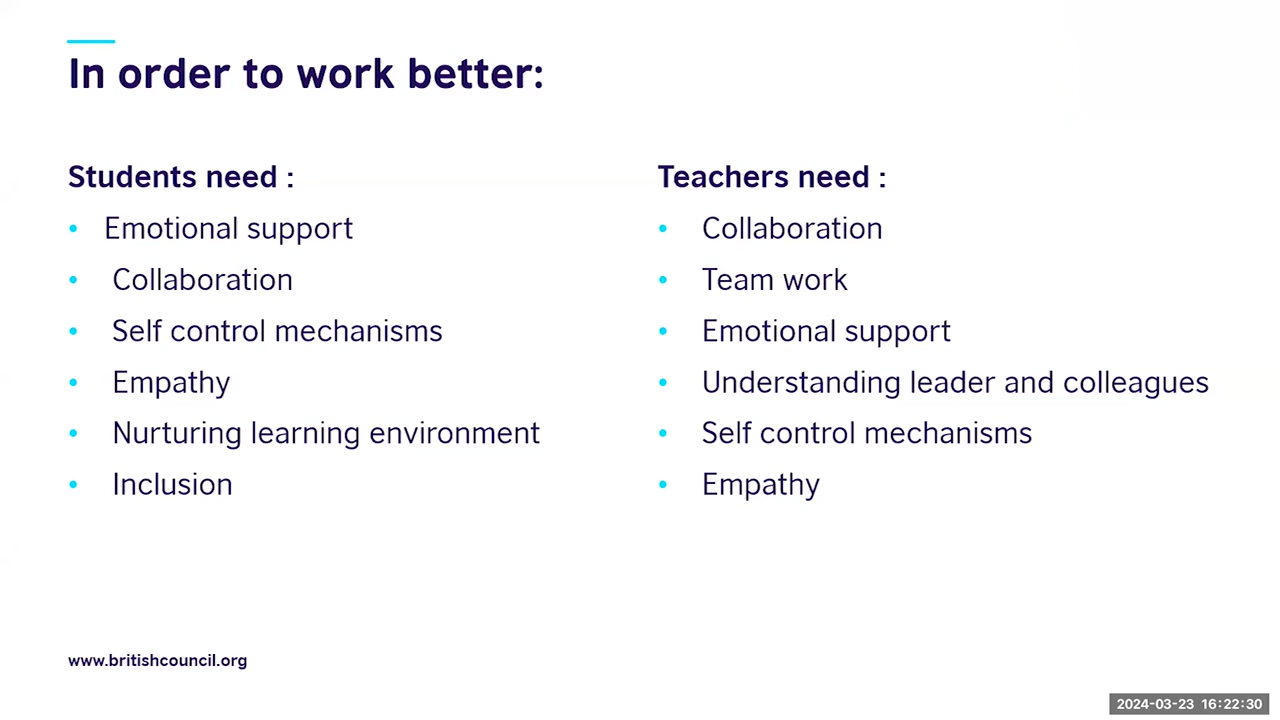 In order to work better:
Students need :
• Emotional support
• Collaboration
• Self control mechanisms
• Empathy
• Nurturing learning environment
• Inclusion
Teachers need :
• Collaboration
• Team work
• Emotional support
• Understanding leader and colleagues
• Self control mechanisms
• Empathy
www.britishcouncil.org
2024-03-23 16:22:30